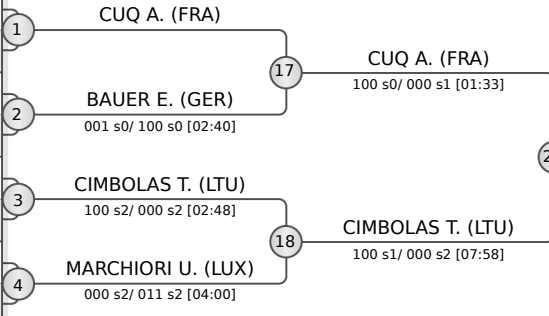 CUQ A. (FRA)
1
17
CUQ A. (FRA)
100 s0/ 000 s1 [01:33]
BAUER E. (GER)
2
001 s0/ 100 s0 [02:40]
CIMBOLAS T. (LTU)
3
100 s2/ 000 s2 [02:48]
18
CIMBOLAS T. (LTU)
100 s1/ 000 s2 [07:58]
MARCHIORI U. (LUX)
4
000 s2/ 011 s2 [04:00]